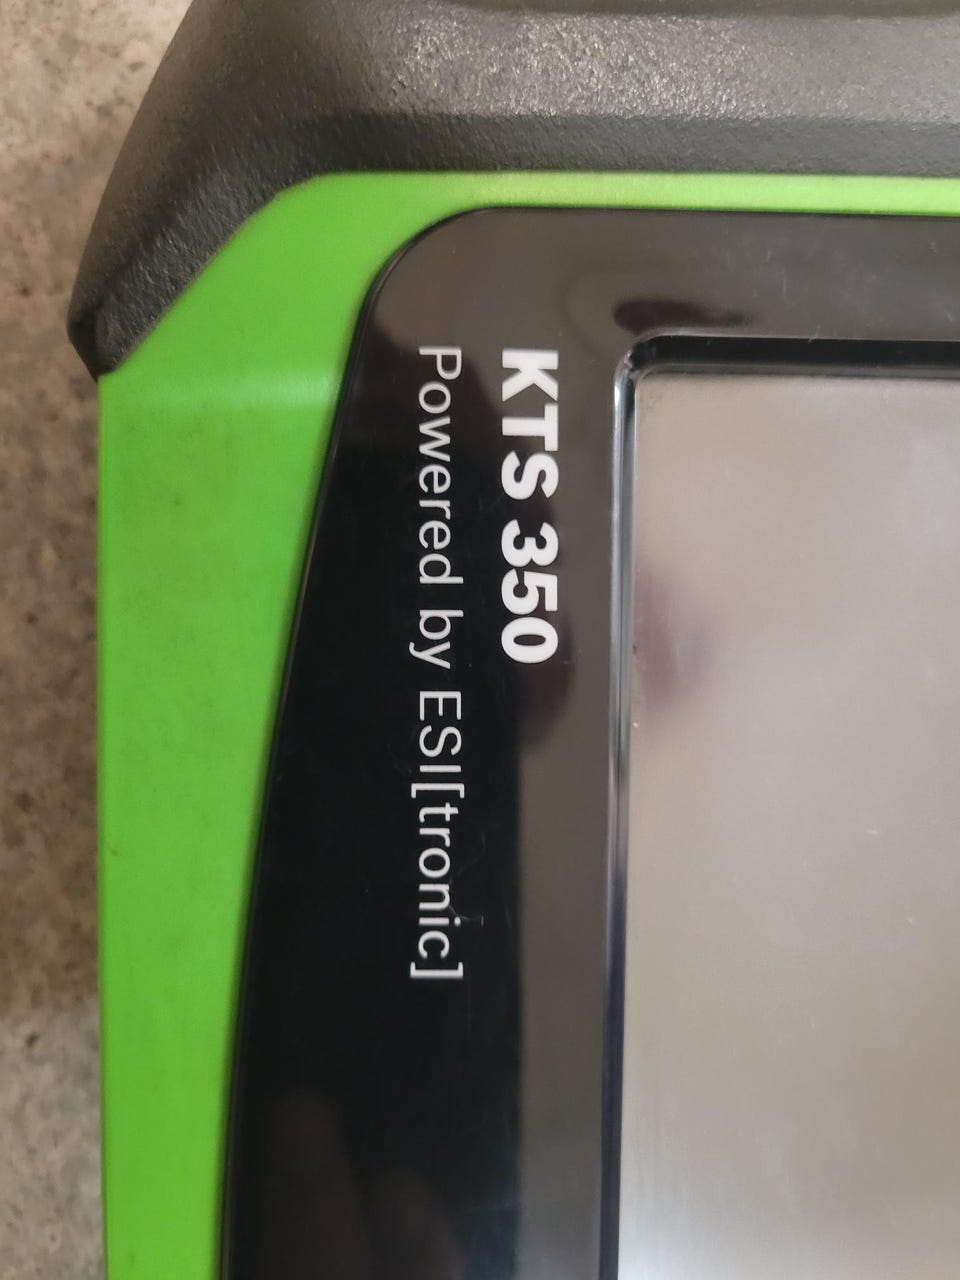 KTS 350
Powered by ESI[tronic]